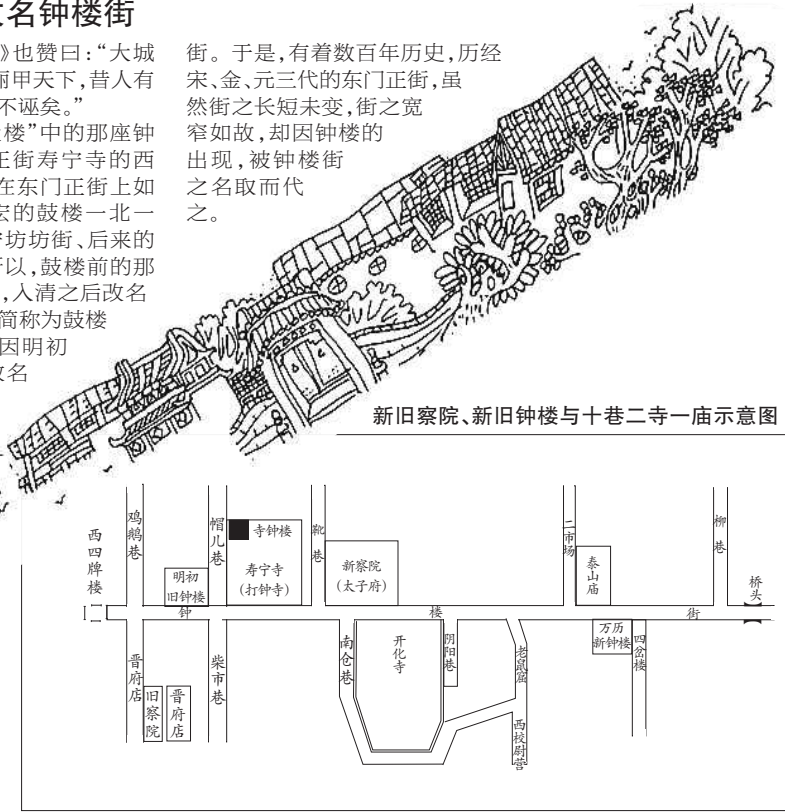 改名钟楼街
》也赞曰：“大城
丽甲天下，昔人有
不诬矣。”
楼”中的那座钟
正街寿宁寺的西
在东门正街上如
宏的鼓楼一北一
坊坊街、后来的
所以，鼓楼前的那
，入清之后改名
简称为鼓楼
因明初
改名
街。于是，有着数百年历史，历经
宋、金、元三代的东门正街，虽
然街之长短未变，街之宽
窄如故，却因钟楼的
出现，被钟楼街
之名取而代
之。
新旧察院、新旧钟楼与十巷二寺一庙示意图
西四牌楼
鸡鹅巷
帽儿巷
寺钟楼
寿宁寺
（打钟寺）
靴巷
新察院
（太子府）
二市场
泰山庙
柳巷
桥头
明初
旧钟楼
钟 楼 街
晋府店
旧察院
晋府店
柴市巷
南仓巷
开化寺
阴阳巷
老鼠窟
西校尉营
万历
新钟楼
四岔楼